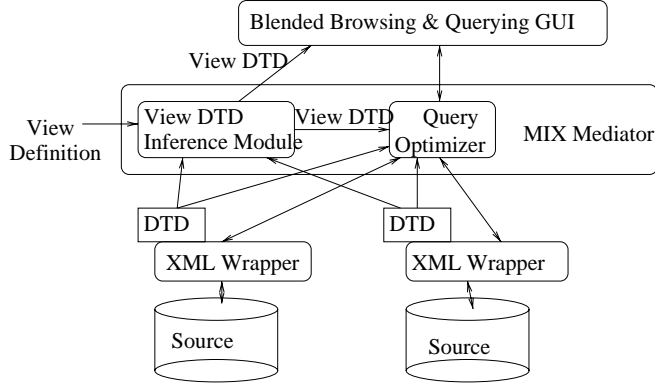 Blended Browsing & Querying GUI
View DTD
View
Definition
View DTD
Inference Module
View DTD
Query
Optimizer
MIX Mediator
DTD
DTD
XML Wrapper
XML Wrapper
Source
Source